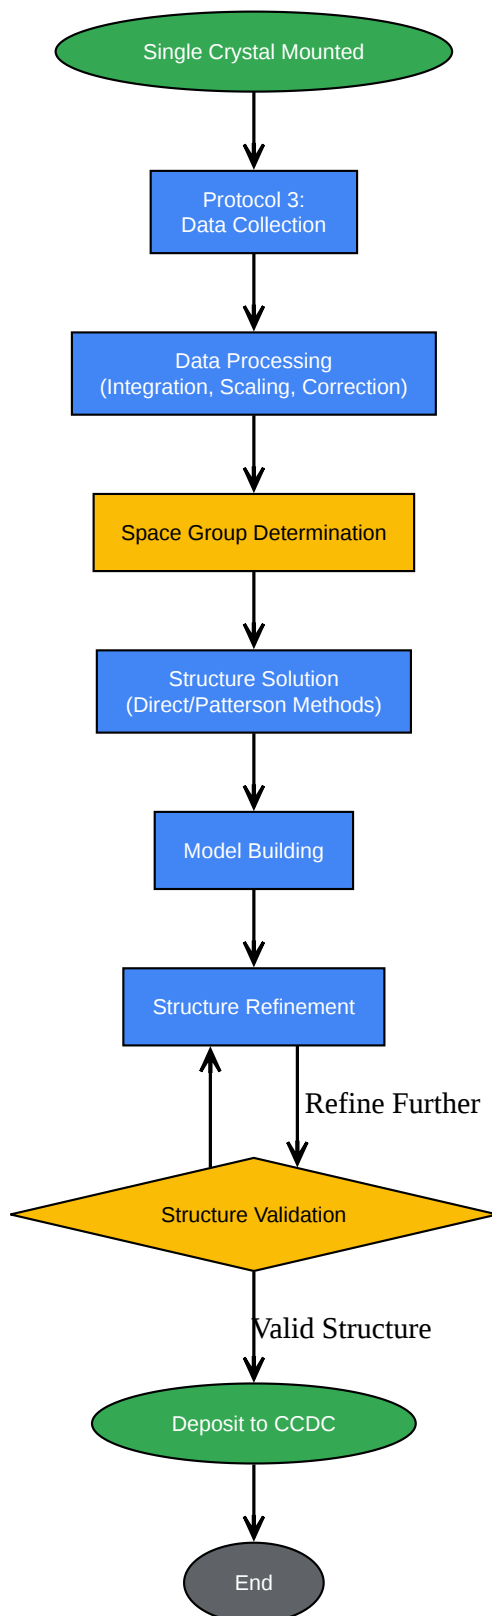 Single Crystal Mounted
Protocol 3:
Data Collection
Data Processing
(Integration, Scaling, Correction)
Space Group Determination
Structure Solution
(Direct/Patterson Methods)
Model Building
Structure Refinement
Refine Further
Structure Validation
Valid Structure
Deposit to CCDC
End